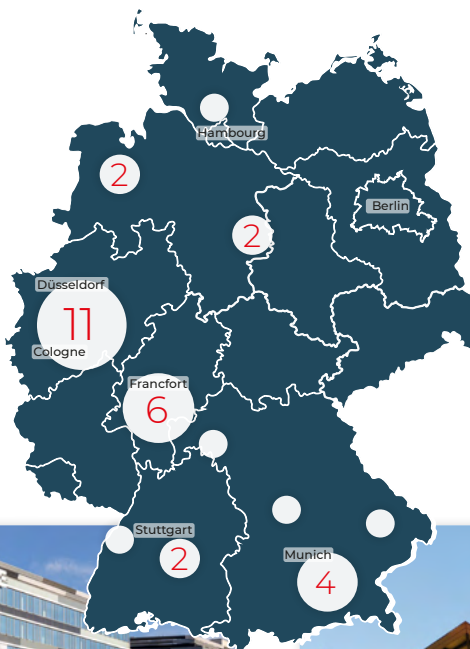 Hambourg
2
Berlin
2
Düsseldorf
11
Cologne
Francfort
6
Stuttgart
2
Munich
4